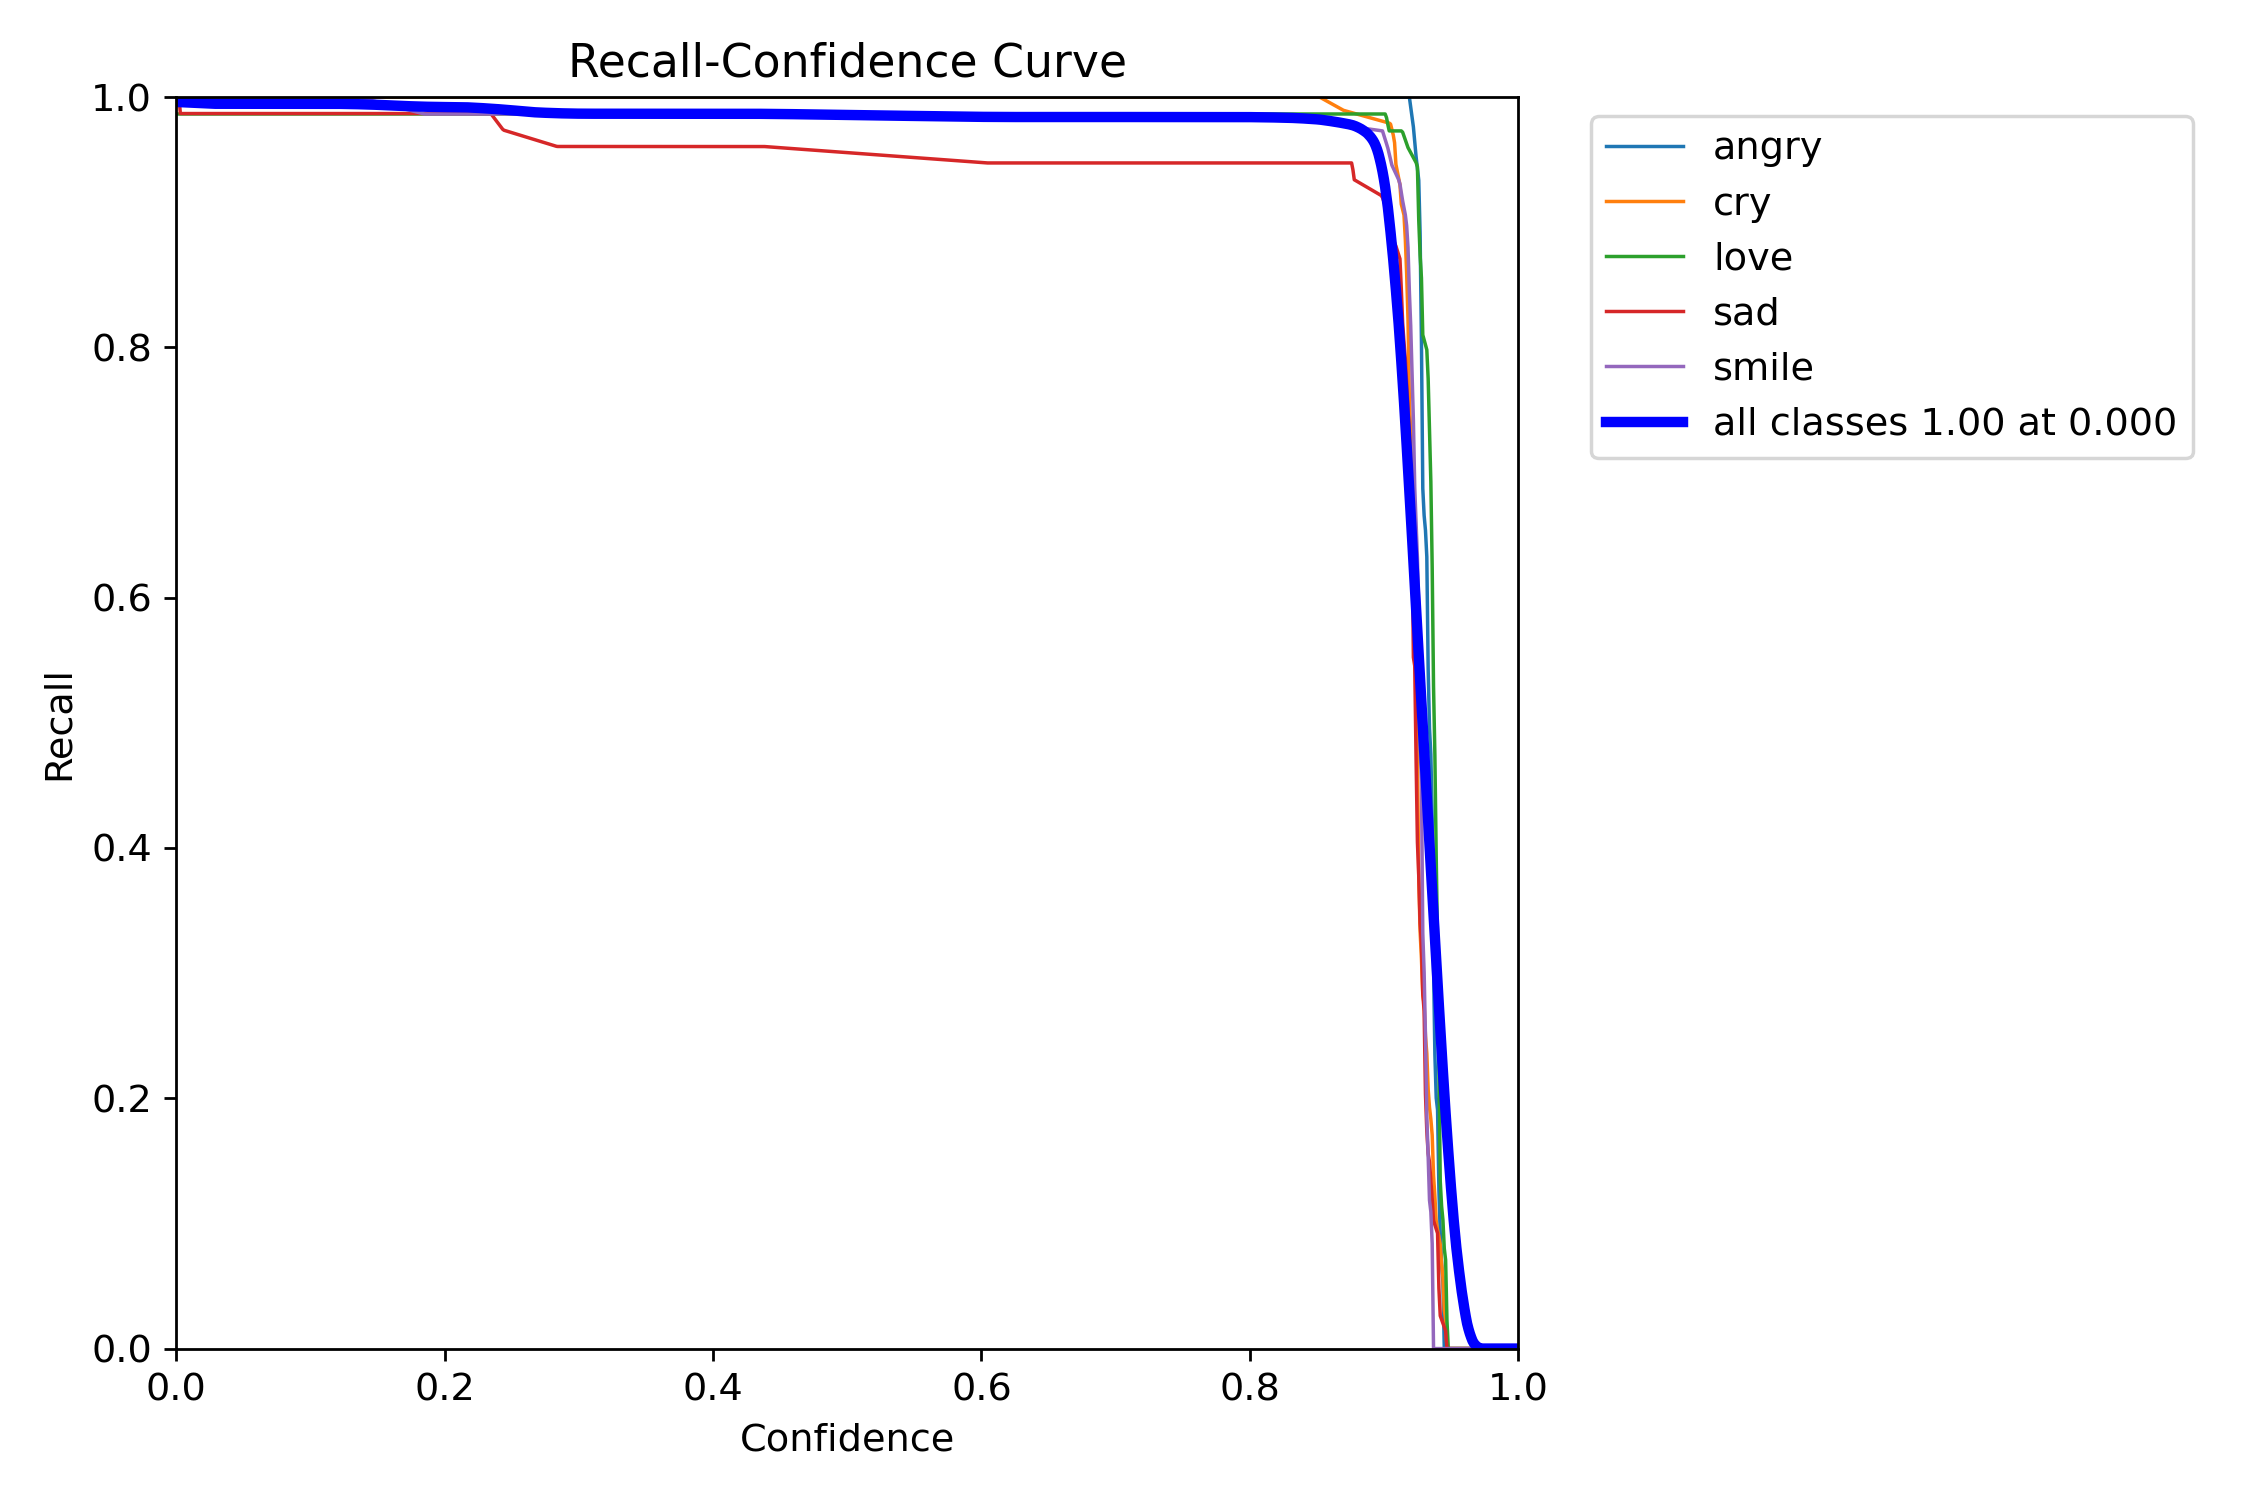 Recall-Confidence Curve
1.0
0.8
0.6
0.4
0.2
0.0
Recall
0.0 0.2 0.4 0.6 0.8 1.0
Confidence
angry
cry
love
sad
smile
all classes 1.00 at 0.000